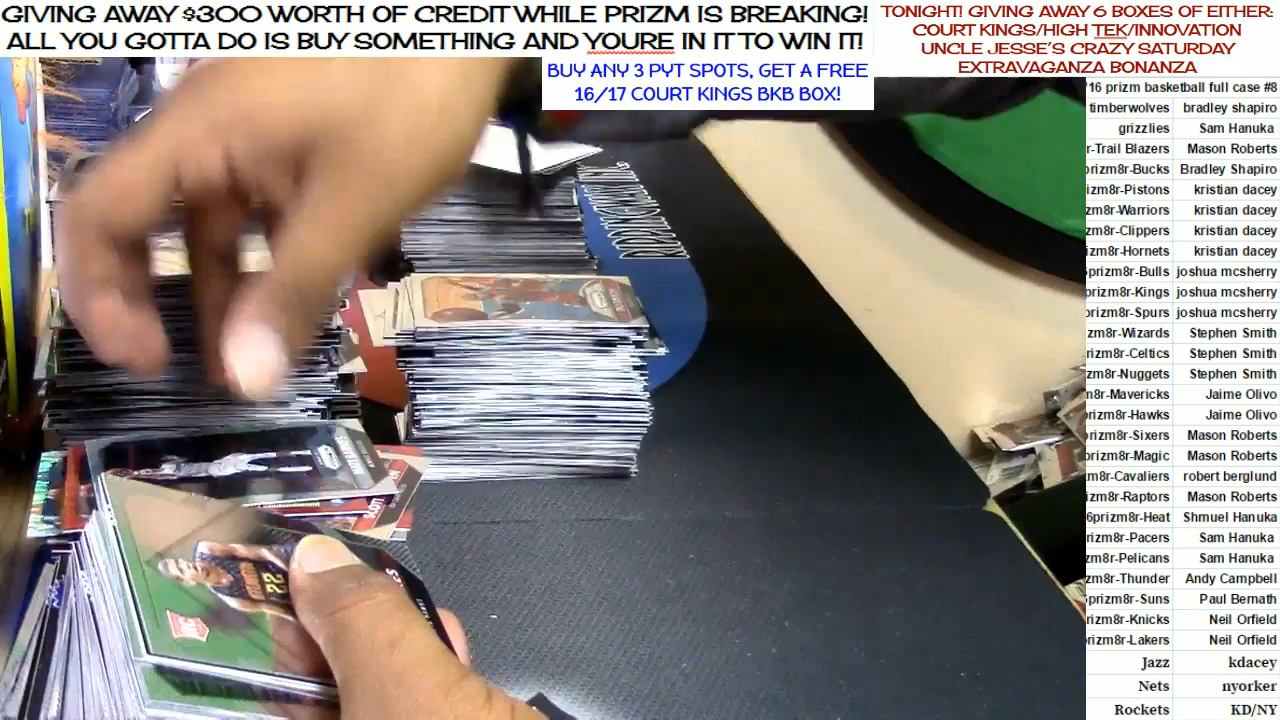 GIVING AWAY $300 WORTH OF CREDIT WHILE PRIZM IS BREAKING!
ALL YOU GOTTA DO IS BUY SOMETHING AND YOURE IN IT TO WIN IT!
TONIGHT! GIVING AWAY 6 BOXES OF EITHER:
COURT KINGS/HIGH TEK/INNOVATION
UNCLE JESSE'S CRAZY SATURDAY
EXTRAVAGANZA BONANZA
BUY ANY 3 PYT SPOTS, GET A FREE
16/17 COURT KINGS BKB BOX!
'16 prizm basketball full case #8
timberwolves bradley shapiro
grizzlies Sam Hanuka
r-Trail Blazers Mason Roberts
prizm8r-Bucks Bradley Shapiro
izm8r-Pistons kristian dacey
zm8r-Warriors kristian dacey
zm8r-Clippers kristian dacey
izm8r-Hornets kristian dacey
prizm8r-Bulls joshua mcsherry
prizm8r-Kings joshua mcsherry
prizm8r-Spurs joshua mcsherry
zm8r-Wizards Stephen Smith
zm8r-Celtics Stephen Smith
zm8r-Nuggets Stephen Smith
m8r-Mavericks Jaime Olivo
prizm8r-Hawks Jaime Olivo
prizm8r-Sixers Mason Roberts
prizm8r-Magic Mason Roberts
m8r-Cavaliers robert berglund
izm8r-Raptors Mason Roberts
6prizm8r-Heat Shmuel Hanuka
rizm8r-Pacers Sam Hanuka
zm8r-Pelicans Sam Hanuka
zm8r-Thunder Andy Campbell
prizm8r-Suns Paul Bernath
rizm8r-Knicks Neil Orfield
rizm8r-Lakers Neil Orfield
Jazz kdacey
Nets nyorker
Rockets KD/NY
22
RC